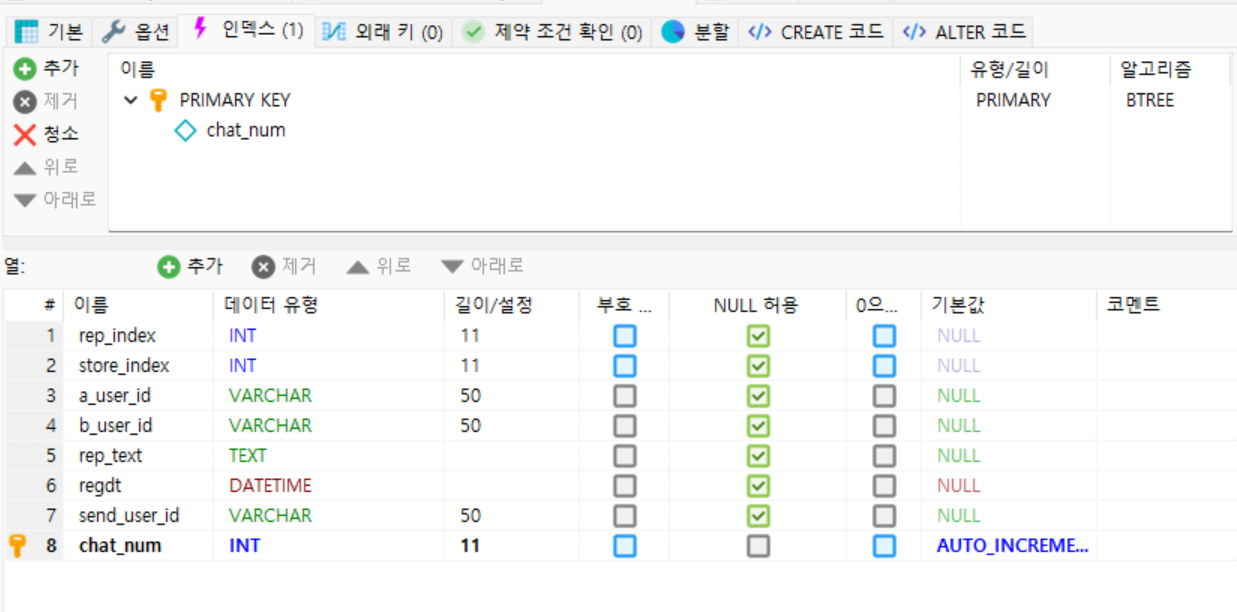 기본 옵션 인덱스 (1) 외래 키 (0) 제약 조건 확인 (0) 분할 </> CREATE 코드 </> ALTER 코드
추가 이름 유형/길이 알고리즘
제거 PRIMARY KEY PRIMARY BTREE
청소 chat_num
위로
아래로
열: 추가 제거 위로 아래로
# 이름 데이터 유형 길이/설정 부호 ... NULL 허용 0으... 기본값 코멘트
1 rep_index INT 11 NULL
2 store_index INT 11 NULL
3 a_user_id VARCHAR 50 NULL
4 b_user_id VARCHAR 50 NULL
5 rep_text TEXT NULL
6 regdt DATETIME NULL
7 send_user_id VARCHAR 50 NULL
8 chat_num INT 11 AUTO_INCREME...